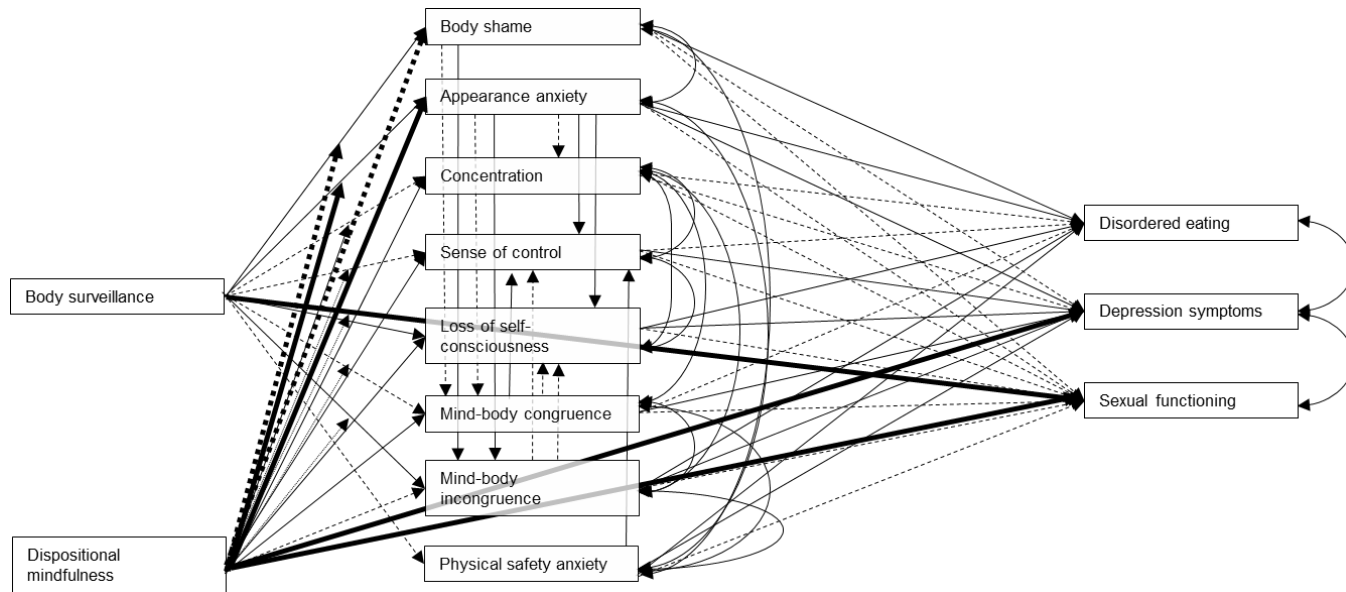 Body shame
Appearance anxiety
Concentration
Sense of control
Disordered eating
Body surveillance
Loss of self-
consciousness
Depression symptoms
Mind-body congruence
Sexual functioning
Mind-body
incongruence
Dispositional
mindfulness
Physical safety anxiety